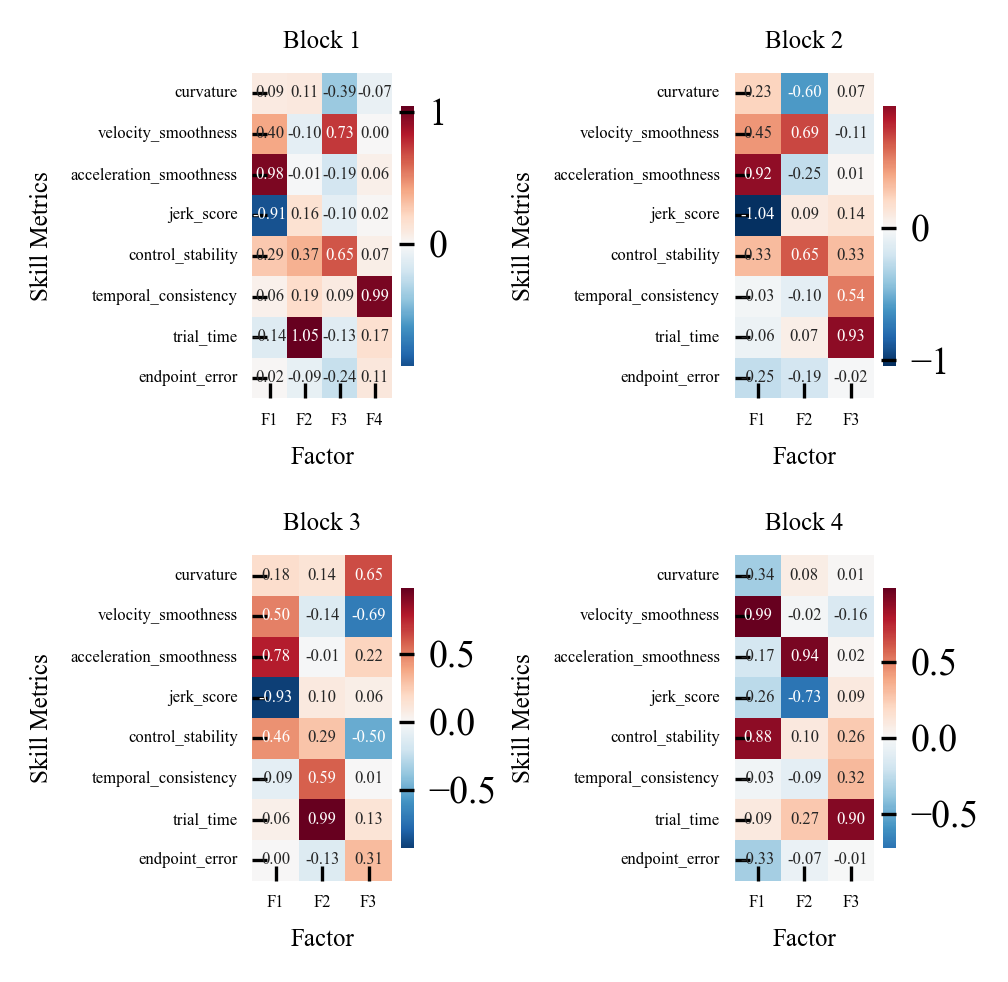 Block 1
Skill Metrics
curvature 0.09 0.11 -0.39 -0.07
velocity_smoothness 0.40 -0.10 0.73 0.00
acceleration_smoothness 0.98 -0.01 -0.19 0.06
jerk_score -0.91 0.16 -0.10 0.02
control_stability 0.29 0.37 0.65 0.07
temporal_consistency 0.06 0.19 0.09 0.99
trial_time -0.14 1.05 -0.13 0.17
endpoint_error 0.02 -0.09 -0.24 0.11
F1 F2 F3 F4
Factor
1
0
Block 2
Skill Metrics
curvature 0.23 -0.60 0.07
velocity_smoothness 0.45 0.69 -0.11
acceleration_smoothness 0.92 -0.25 0.01
jerk_score -1.04 0.09 0.14
control_stability 0.33 0.65 0.33
temporal_consistency -0.03 -0.10 0.54
trial_time -0.06 0.07 0.93
endpoint_error -0.25 -0.19 -0.02
F1 F2 F3
Factor
0
−1
Block 3
Skill Metrics
curvature 0.18 0.14 0.65
velocity_smoothness 0.50 -0.14 -0.69
acceleration_smoothness 0.78 -0.01 0.22
jerk_score -0.93 0.10 0.06
control_stability 0.46 0.29 -0.50
temporal_consistency -0.09 0.59 0.01
trial_time 0.06 0.99 0.13
endpoint_error 0.00 -0.13 0.31
F1 F2 F3
Factor
0.5
0.0
−0.5
Block 4
Skill Metrics
curvature -0.34 0.08 0.01
velocity_smoothness 0.99 -0.02 -0.16
acceleration_smoothness -0.17 0.94 0.02
jerk_score -0.26 -0.73 0.09
control_stability 0.88 0.10 0.26
temporal_consistency -0.03 -0.09 0.32
trial_time 0.09 0.27 0.90
endpoint_error -0.33 -0.07 -0.01
F1 F2 F3
Factor
0.5
0.0
−0.5